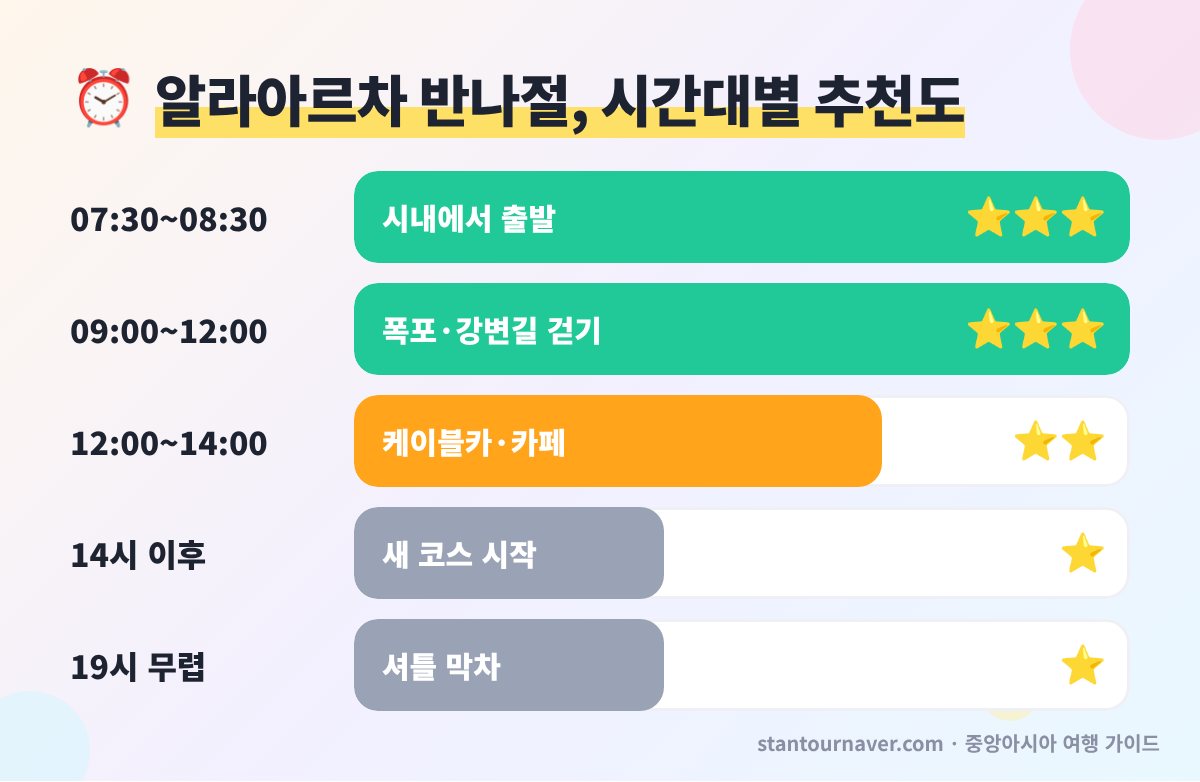 알라아르차 반나절, 시간대별 추천도
07:30~08:30 시내에서 출발
09:00~12:00 폭포·강변길 걷기
12:00~14:00 케이블카·카페
14시 이후 새 코스 시작
19시 무렵 셔틀 막차
stantournaver.com · 중앙아시아 여행 가이드